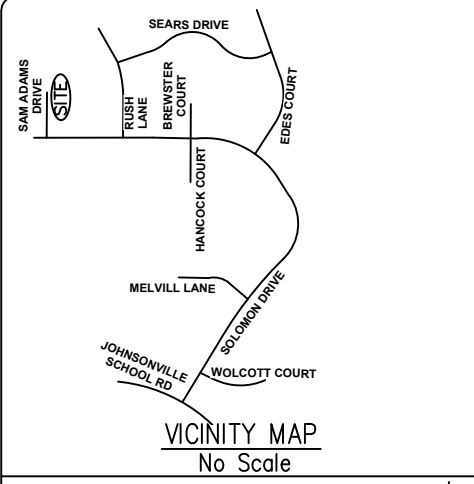 SEARS DRIVE
SAM ADAMS
DRIVE
SITE
RUSH
LANE
BREWSTER
COURT
EDES COURT
HANCOCK COURT
MELVILL LANE
SOLOMON DRIVE
JOHNSONVILLE
SCHOOL RD
WOLCOTT COURT
VICINITY MAP
No Scale